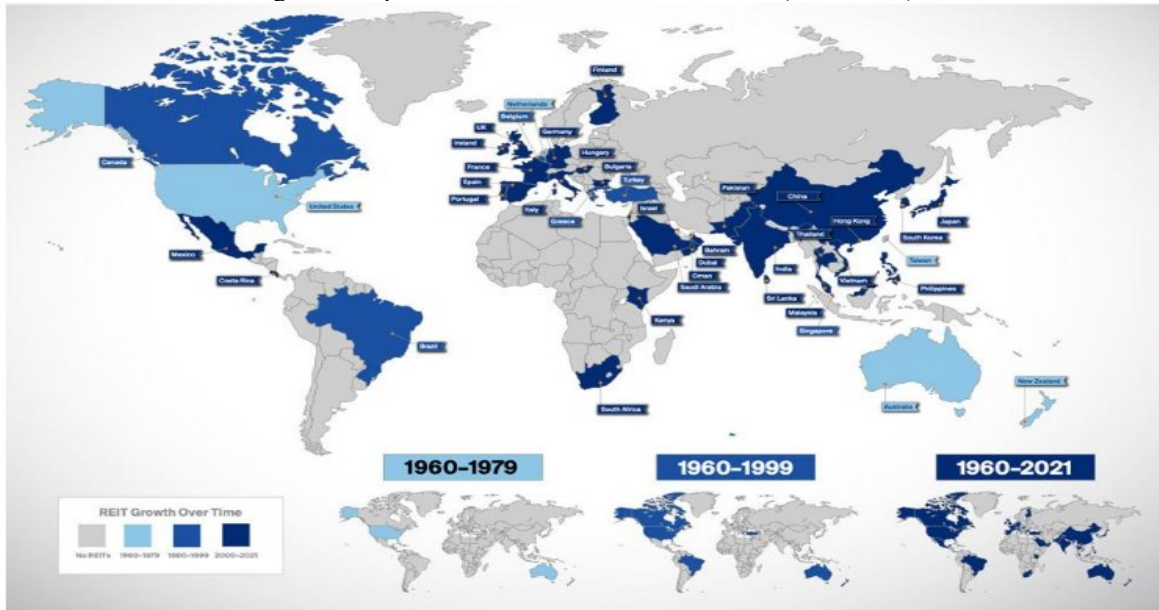 Finland
Netherlands
Belgium
UK
Germany
Ireland
Hungary
France
Bulgaria
Canada
Spain
Turkey
Pakistan
China
Portugal
Israel
United States
Italy
Greece
Hong Kong
Japan
Thailand
South Korea
Mexico
Bahrain
Taiwan
Dubai
Costa Rica
Oman
India
Vietnam
Saudi Arabia
Philippines
Sri Lanka
Malaysia
Kenya
Singapore
Brazil
New Zealand
South Africa
Australia
1960–1979
1960–1999
1960–2021
REIT Growth Over Time
No REITs
1960–1979
1980–1999
2000–2021